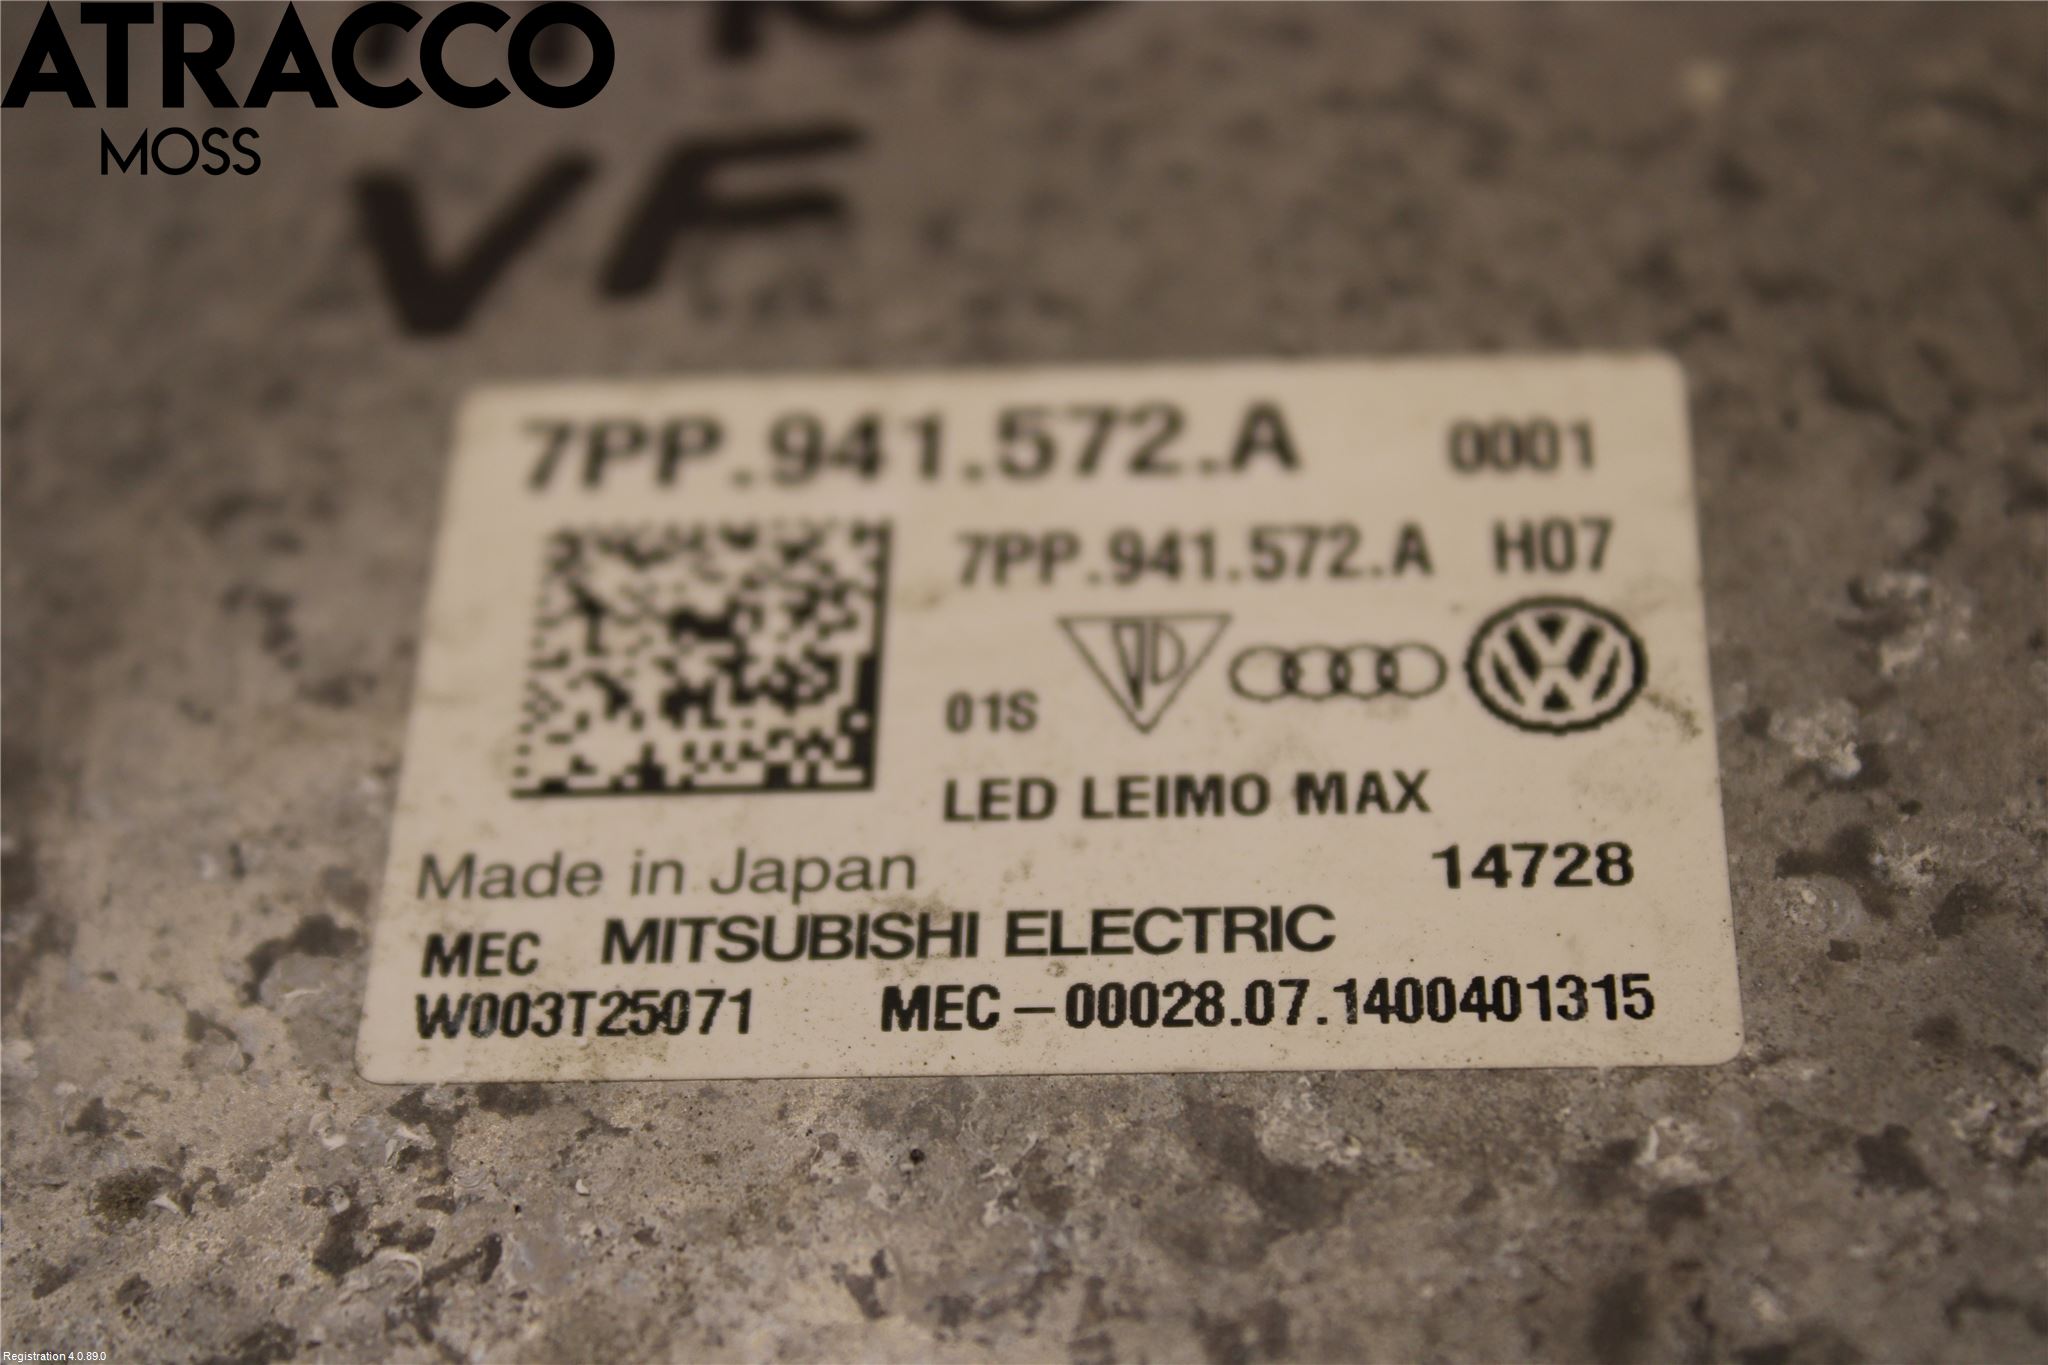 ATRACCO
MOSS
VF
7PP.941.572.A 0001
7PP.941.572.A H07
01S
LED LEIMO MAX
Made in Japan 14728
MEC MITSUBISHI ELECTRIC
W003T25071 MEC-00028.07.1400401315
Registration 4.0.89.0